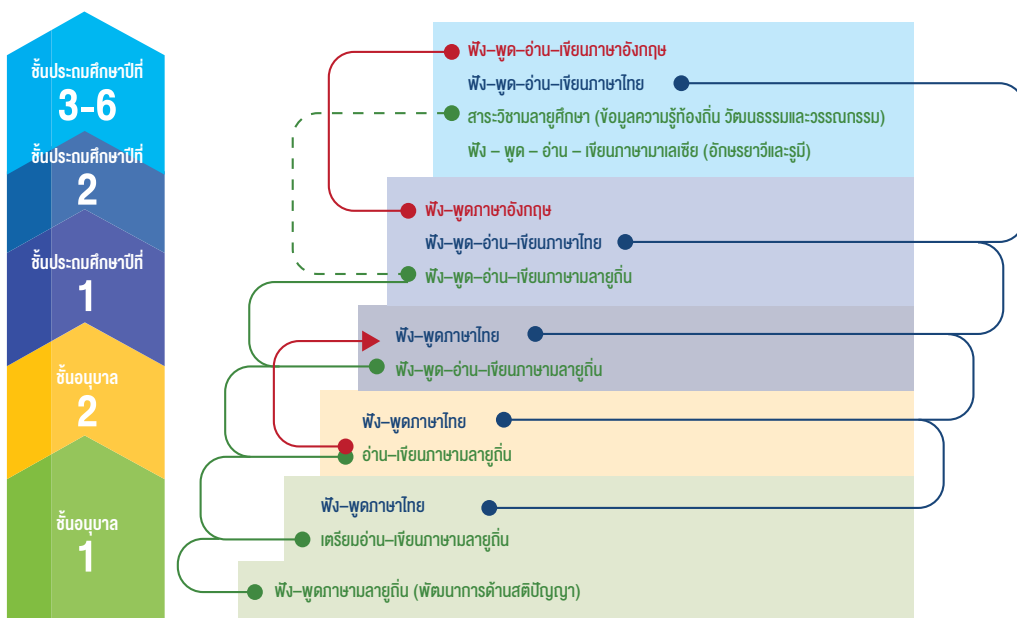 ชั้นประถมศึกษาปีที่
3-6
ชั้นประถมศึกษาปีที่
2
ชั้นประถมศึกษาปีที่
1
ชั้นอนุบาล
2
ชั้นอนุบาล
1
ฟัง–พูด–อ่าน–เขียนภาษาอังกฤษ
ฟัง–พูด–อ่าน–เขียนภาษาไทย
สาระวิชามลายูศึกษา (ข้อมูลความรู้ท้องถิ่น วัฒนธรรมและวรรณกรรม)
ฟัง – พูด – อ่าน – เขียนภาษามาเลเซีย (อักษรยาวีและรูมี)
ฟัง–พูดภาษาอังกฤษ
ฟัง–พูด–อ่าน–เขียนภาษาไทย
ฟัง–พูด–อ่าน–เขียนภาษามลายูถิ่น
ฟัง–พูดภาษาไทย
ฟัง–พูด–อ่าน–เขียนภาษามลายูถิ่น
ฟัง–พูดภาษาไทย
อ่าน–เขียนภาษามลายูถิ่น
ฟัง–พูดภาษาไทย
เตรียมอ่าน–เขียนภาษามลายูถิ่น
ฟัง–พูดภาษามลายูถิ่น (พัฒนาการด้านสติปัญญา)